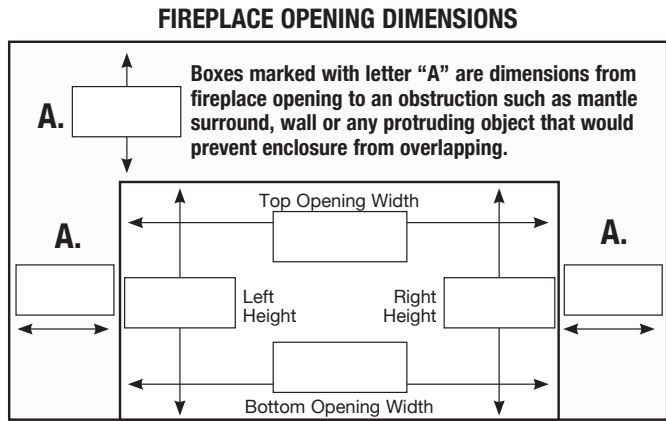 FIREPLACE OPENING DIMENSIONS
Boxes marked with letter “A” are dimensions from
fireplace opening to an obstruction such as mantle
surround, wall or any protruding object that would
prevent enclosure from overlapping.
A.
Top Opening Width
A.
A.
Left
Height
Right
Height
Bottom Opening Width